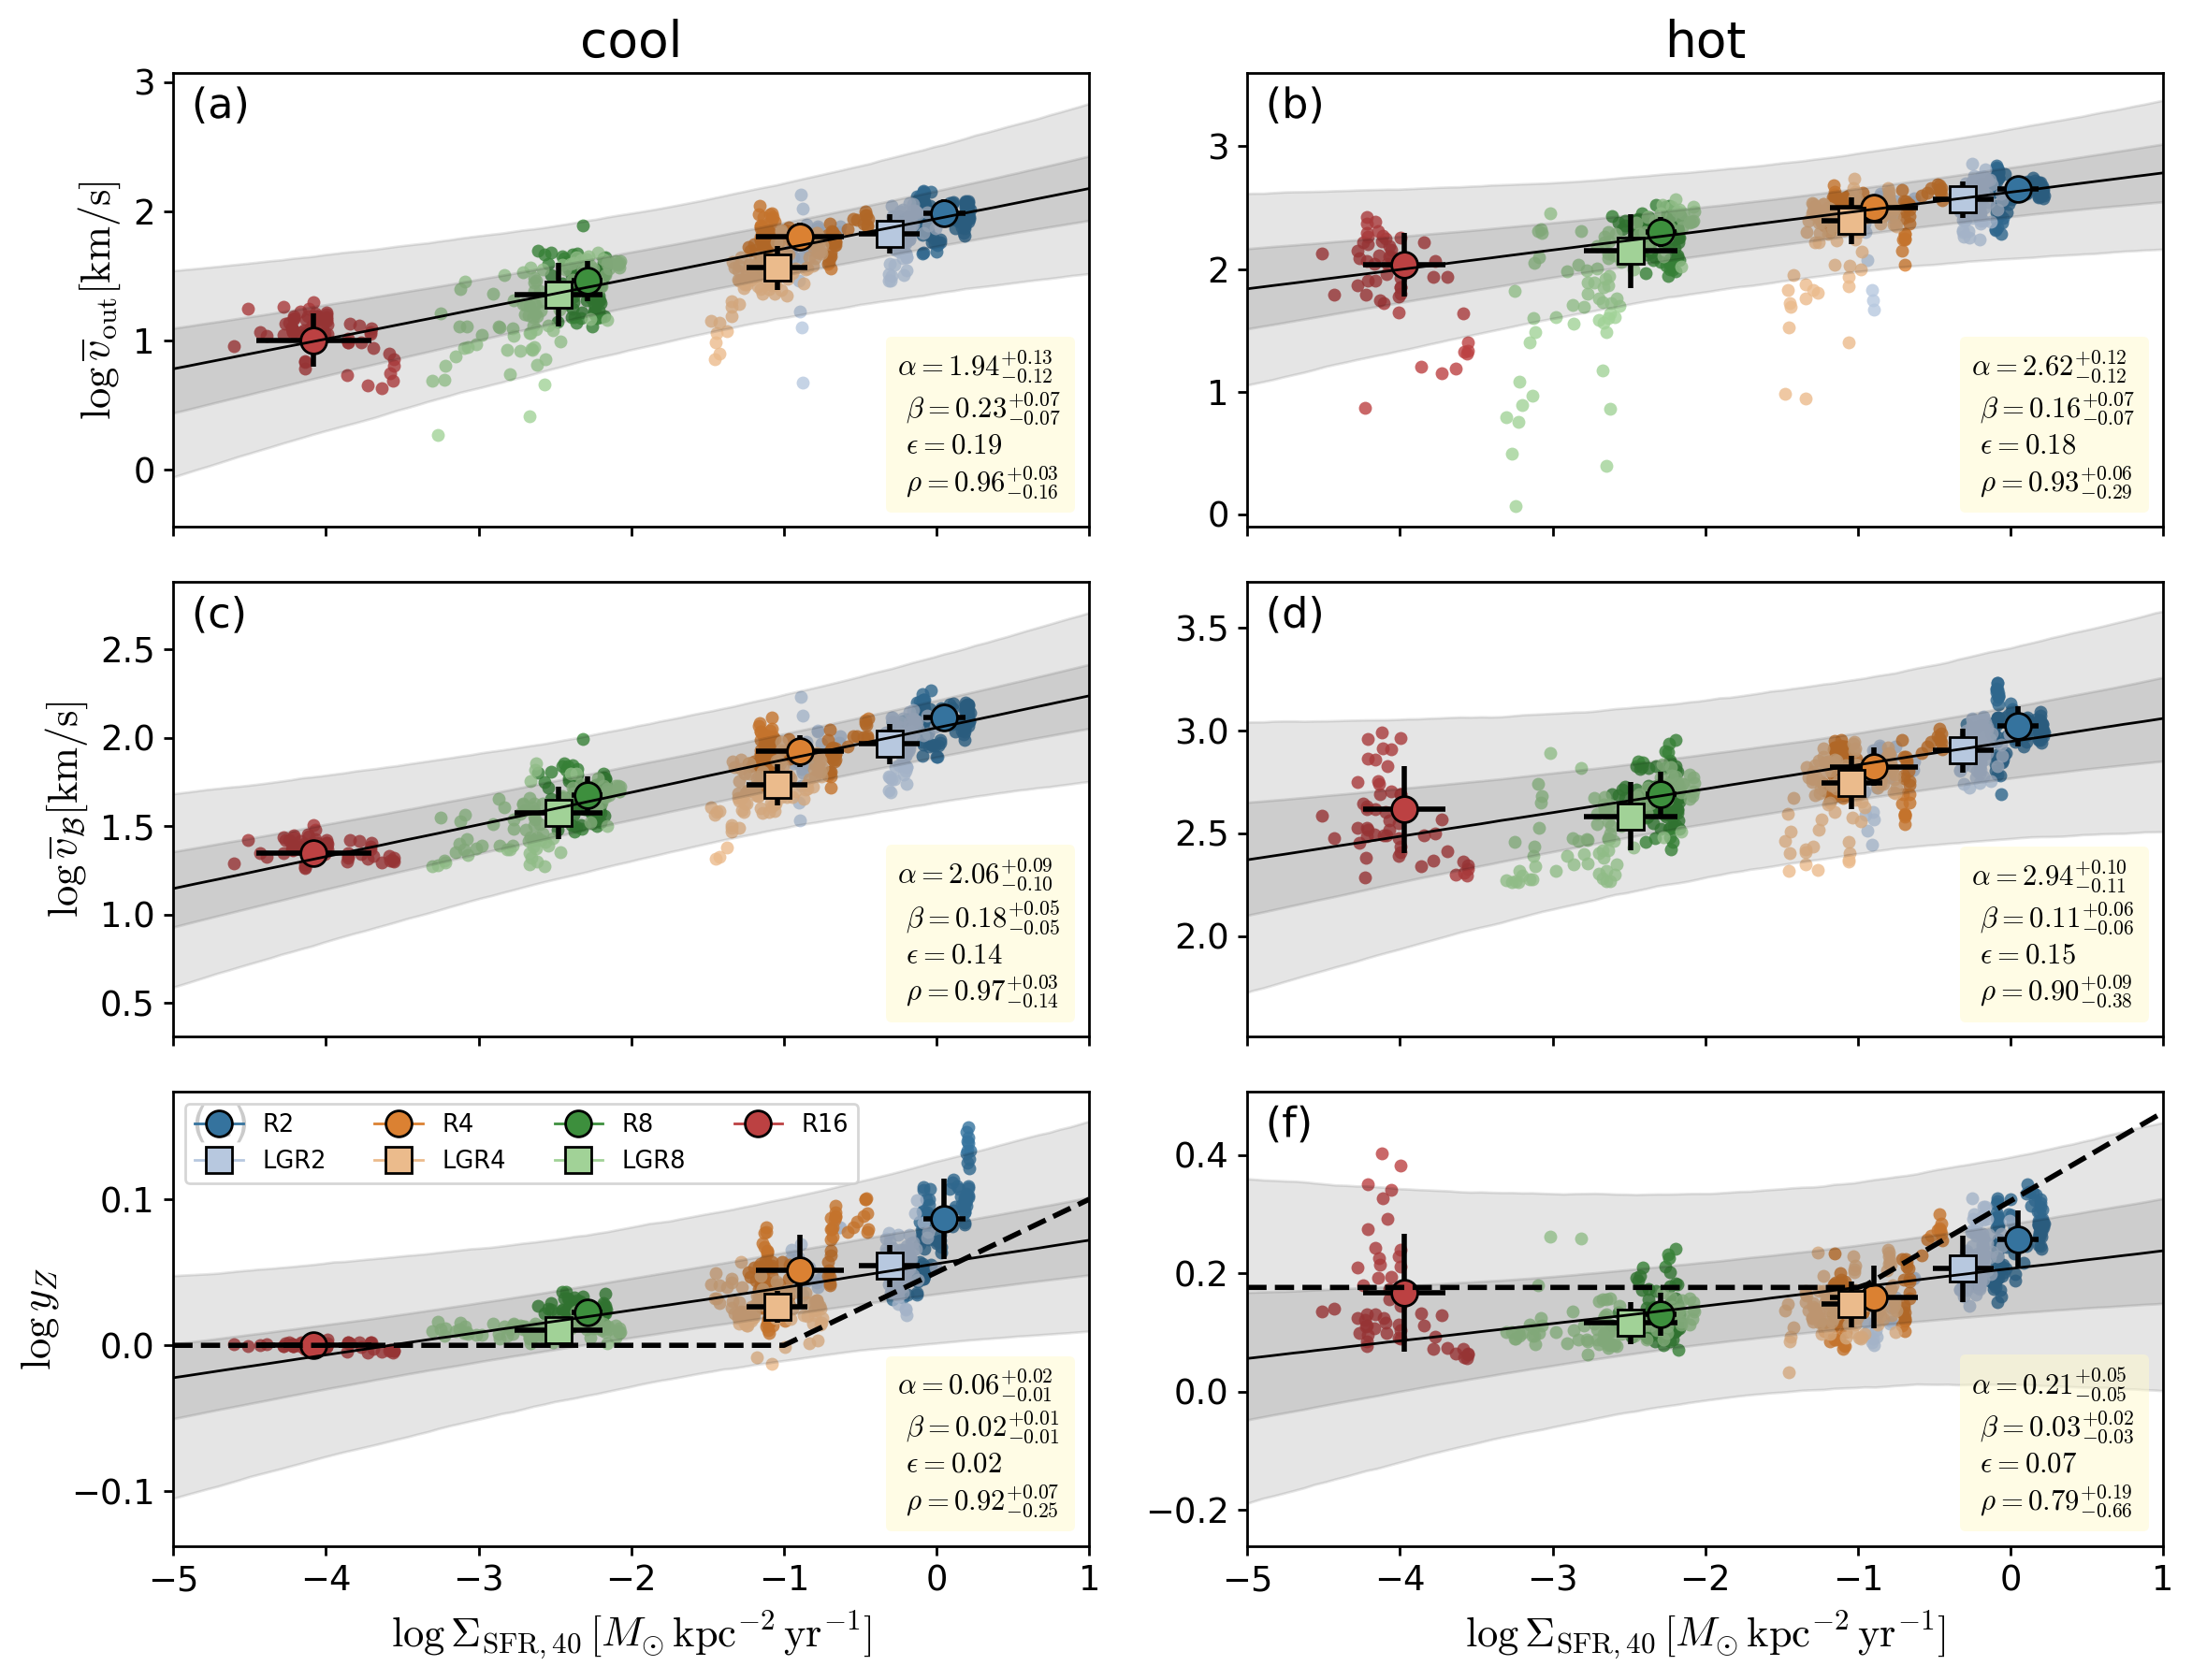 cool
hot
(a)
3
2
1
0
log v̅_out [km/s]
α = 1.94^{+0.13}_{−0.12}
β = 0.23^{+0.07}_{−0.07}
ϵ = 0.19
ρ = 0.96^{+0.03}_{−0.16}
(b)
3
2
1
0
α = 2.62^{+0.12}_{−0.12}
β = 0.16^{+0.07}_{−0.07}
ϵ = 0.18
ρ = 0.93^{+0.06}_{−0.29}
(c)
2.5
2.0
1.5
1.0
0.5
log v̅_ℬ [km/s]
α = 2.06^{+0.09}_{−0.10}
β = 0.18^{+0.05}_{−0.05}
ϵ = 0.14
ρ = 0.97^{+0.03}_{−0.14}
(d)
3.5
3.0
2.5
2.0
α = 2.94^{+0.10}_{−0.11}
β = 0.11^{+0.06}_{−0.06}
ϵ = 0.15
ρ = 0.90^{+0.09}_{−0.38}
R2 R4 R8 R16
LGR2 LGR4 LGR8
0.1
0.0
−0.1
log y_Z
α = 0.06^{+0.02}_{−0.01}
β = 0.02^{+0.01}_{−0.01}
ϵ = 0.02
ρ = 0.92^{+0.07}_{−0.25}
−5 −4 −3 −2 −1 0 1
log Σ_{SFR, 40} [M_⊙ kpc^{−2} yr^{−1}]
(f)
0.4
0.2
0.0
−0.2
α = 0.21^{+0.05}_{−0.05}
β = 0.03^{+0.02}_{−0.03}
ϵ = 0.07
ρ = 0.79^{+0.19}_{−0.66}
−5 −4 −3 −2 −1 0 1
log Σ_{SFR, 40} [M_⊙ kpc^{−2} yr^{−1}]